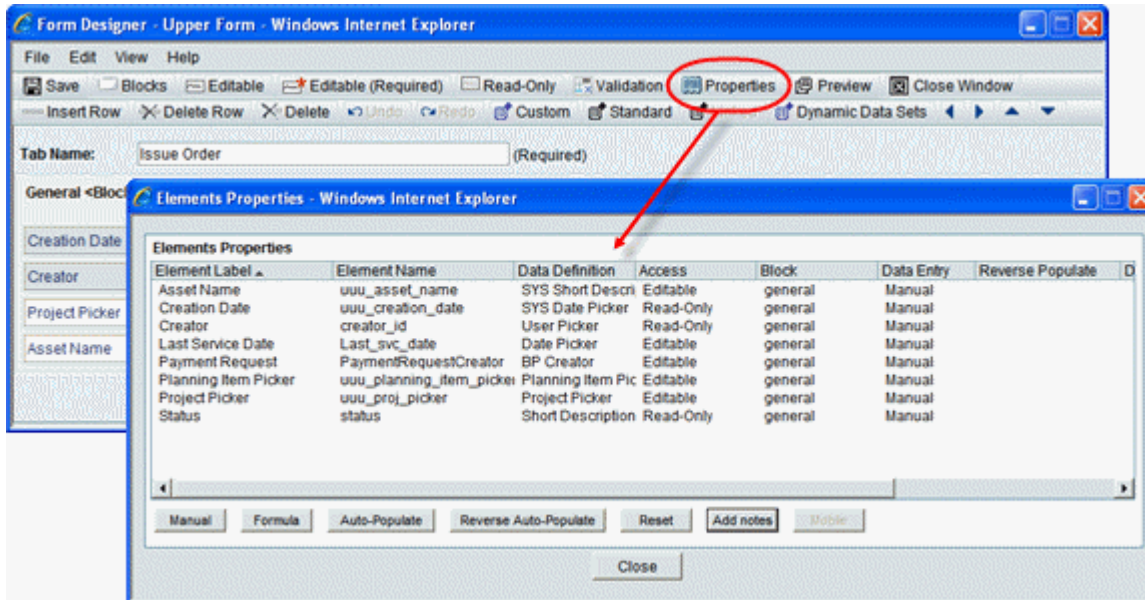 Form Designer - Upper Form - Windows Internet Explorer
File Edit View Help
Save Blocks Editable Editable (Required) Read-Only Validation Properties Preview Close Window
Insert Row Delete Row Delete Undo Redo Custom Standard Dynamic Data Sets
Tab Name: Issue Order (Required)
General <Bloc
Elements Properties - Windows Internet Explorer
Creation Date
Creator
Project Picker
Asset Name
Elements Properties
Element Label Element Name Data Definition Access Block Data Entry Reverse Populate D
Asset Name uuu_asset_name SYS Short Descri Editable general Manual
Creation Date uuu_creation_date SYS Date Picker Read-Only general Manual
Creator creator_id User Picker Read-Only general Manual
Last Service Date Last_svc_date Date Picker Editable general Manual
Payment Request PaymentRequestCreator BP Creator Editable general Manual
Planning Item Picker uuu_planning_item_picker Planning Item Pic Editable general Manual
Project Picker uuu_proj_picker Project Picker Editable general Manual
Status status Short Description Read-Only general Manual
Manual Formula Auto-Populate Reverse Auto-Populate Reset Add notes Mobile
Close